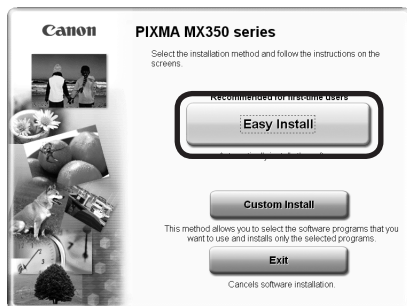 Canon
PIXMA MX350 series
Select the installation method and follow the instructions on the
screens.
Recommended for first-time users
Easy Install
Custom Install
This method allows you to select the software programs that you
want to use and installs only the selected programs.
Exit
Cancels software installation.